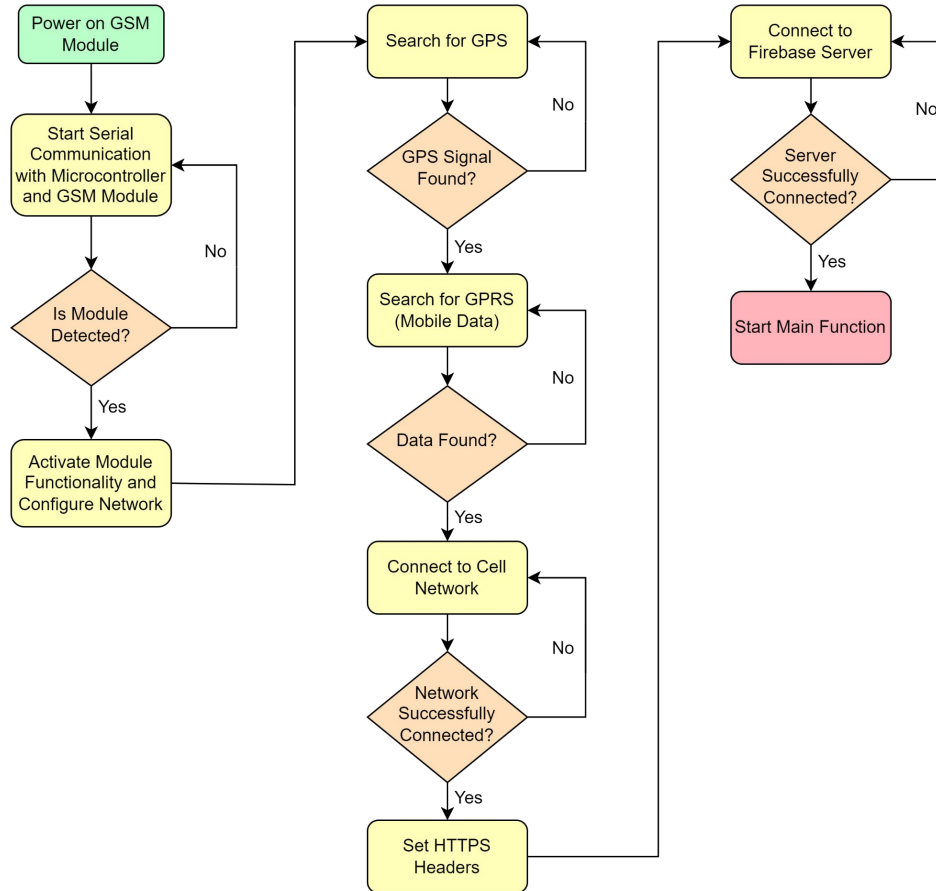 Power on GSM
Module
Start Serial
Communication
with Microcontroller
and GSM Module
No
Is Module
Detected?
Yes
Activate Module
Functionality and
Configure Network
Search for GPS
No
GPS Signal
Found?
Yes
Search for GPRS
(Mobile Data)
No
Data Found?
Yes
Connect to Cell
Network
No
Network
Successfully
Connected?
Yes
Set HTTPS
Headers
Connect to
Firebase Server
No
Server
Successfully
Connected?
Yes
Start Main Function